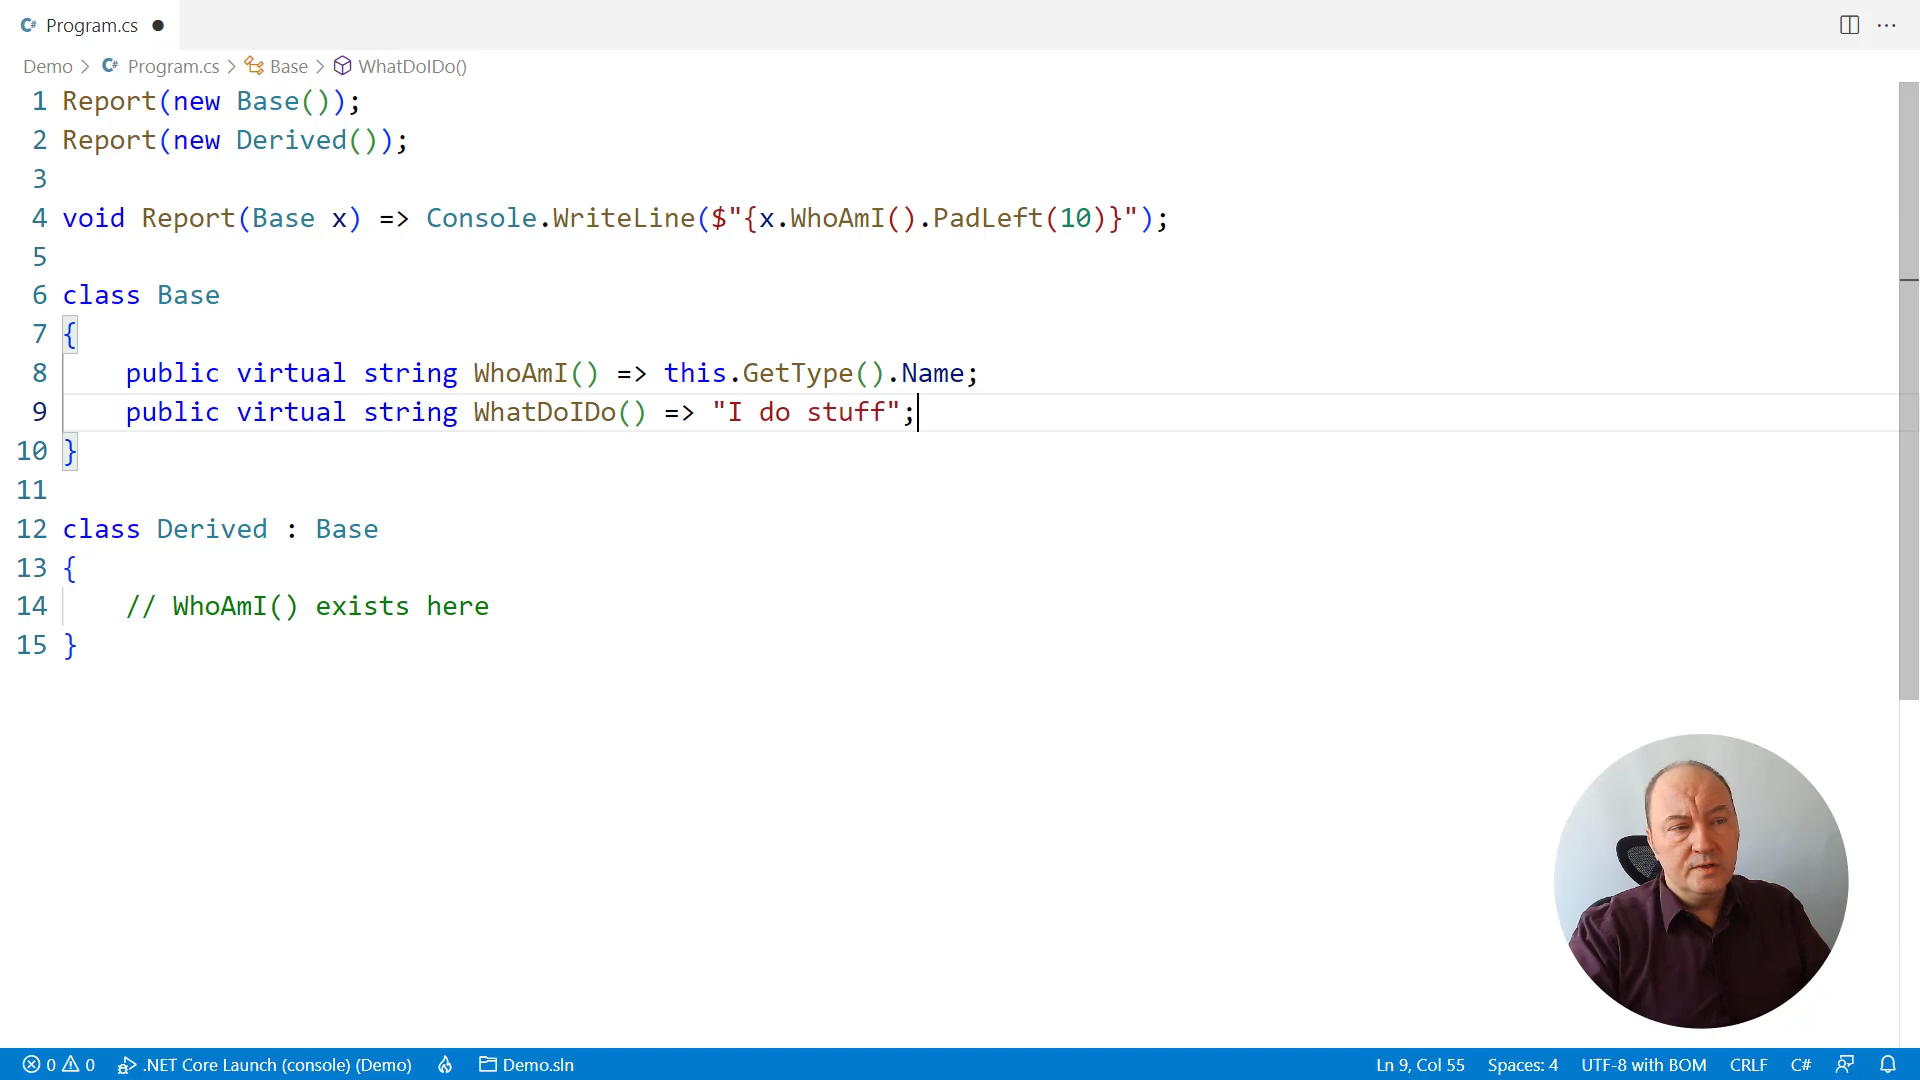 C# Program.cs
Demo > C# Program.cs > Base > WhatDoIDo()
1 Report(new Base());
2 Report(new Derived());
3
4 void Report(Base x) => Console.WriteLine($"{x.WhoAmI().PadLeft(10)}");
5
6 class Base
7 {
8 public virtual string WhoAmI() => this.GetType().Name;
9 public virtual string WhatDoIDo() => "I do stuff";
10 }
11
12 class Derived : Base
13 {
14 // WhoAmI() exists here
15 }
0 0 .NET Core Launch (console) (Demo) Demo.sln Ln 9, Col 55 Spaces: 4 UTF-8 with BOM CRLF C#